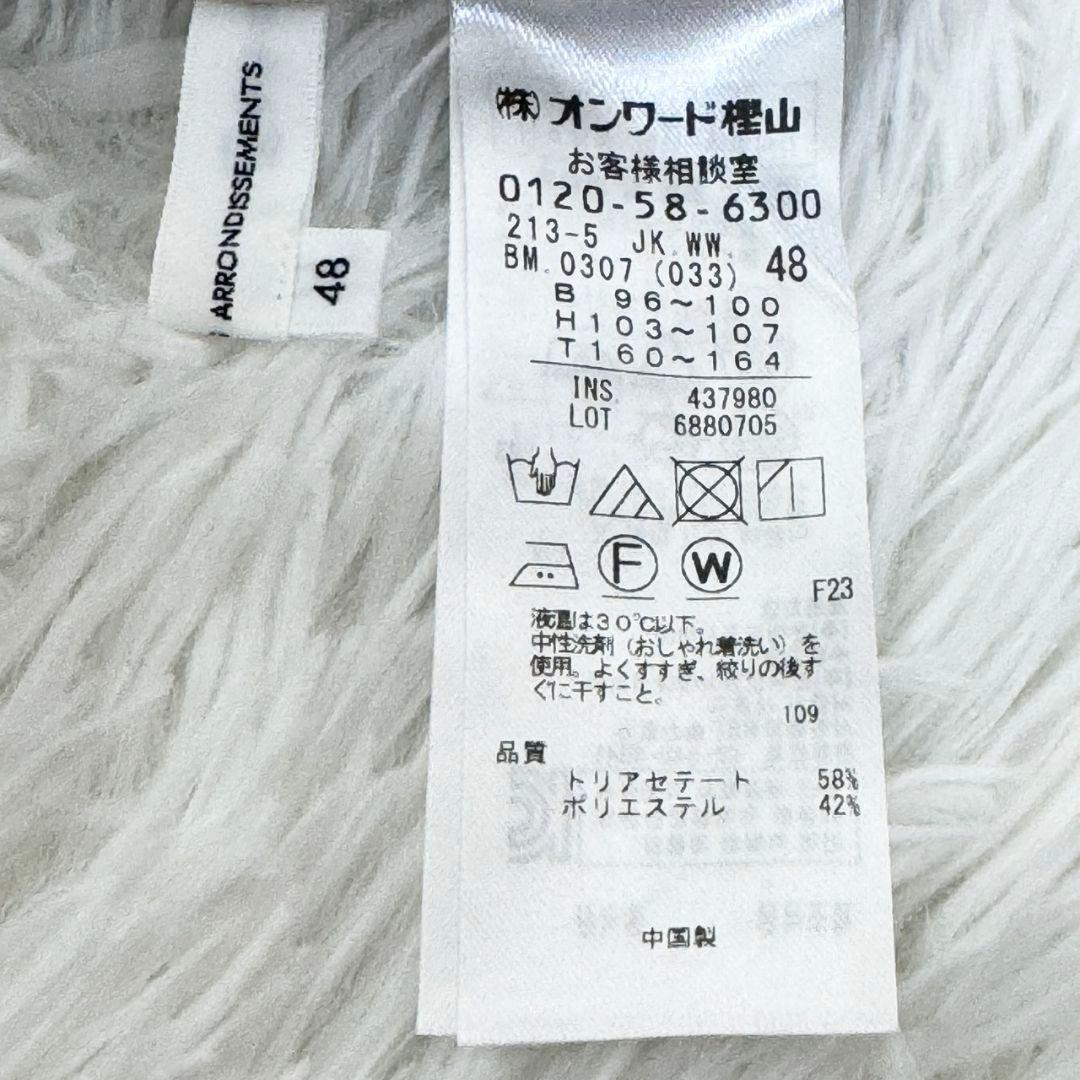 ARRONDISSEMENTS
48
㈱オンワード樫山
お客様相談室
0120-58-6300
213-5 JK.WW.
BM.0307 (033) 48
B 96~100
H103~107
T160~164
INS. 437980
LOT 6880705
F
W
F23
液温は30℃以下。
中性洗剤（おしゃれ着洗い）を
使用。よくすすぎ、絞りの後す
ぐに干すこと。
109
品質
トリアセテート 58%
ポリエステル 42%
中国製